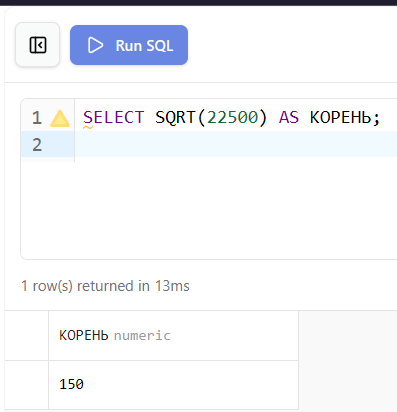 Run SQL
1 SELECT SQRT(22500) AS КОРЕНЬ;
2
1 row(s) returned in 13ms
КОРЕНЬ numeric
150